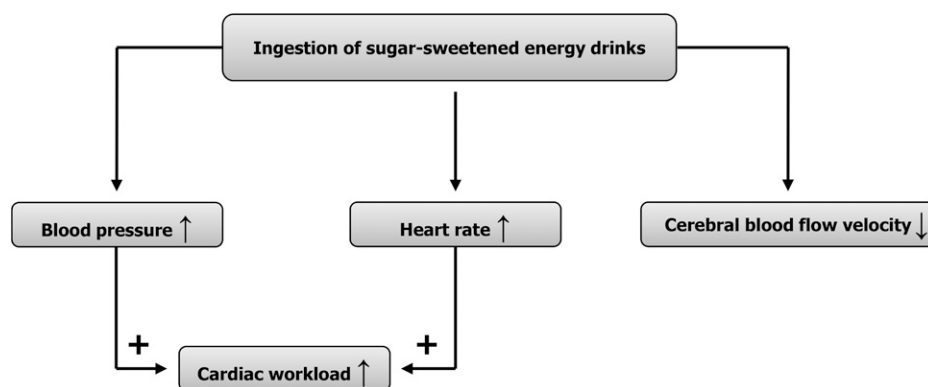 Ingestion of sugar-sweetened energy drinks
Blood pressure ↑
Heart rate ↑
Cerebral blood flow velocity ↓
+
+
Cardiac workload ↑